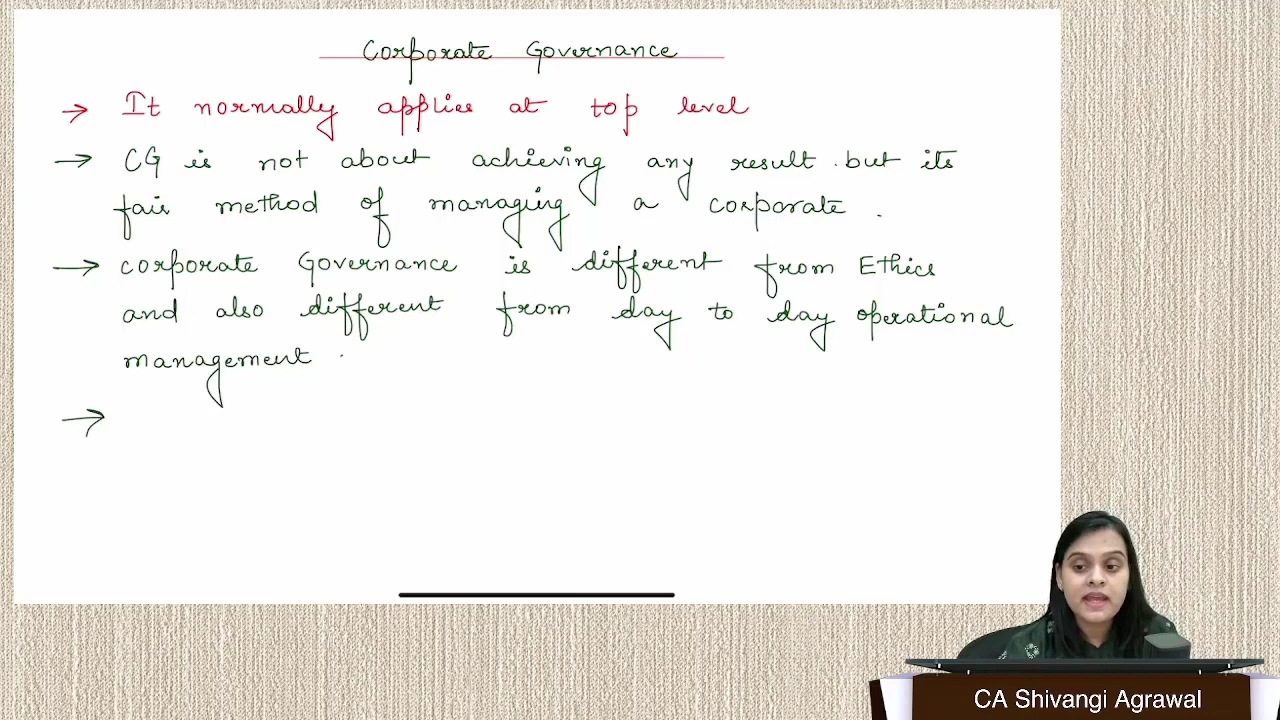 Corporate Governance
→ It normally applies at top level
→ CG is not about achieving any result. but its
fair method of managing a corporate.
→ corporate Governance is different from Ethics
and also different from day to day operational
management.
→
CA Shivangi Agrawal